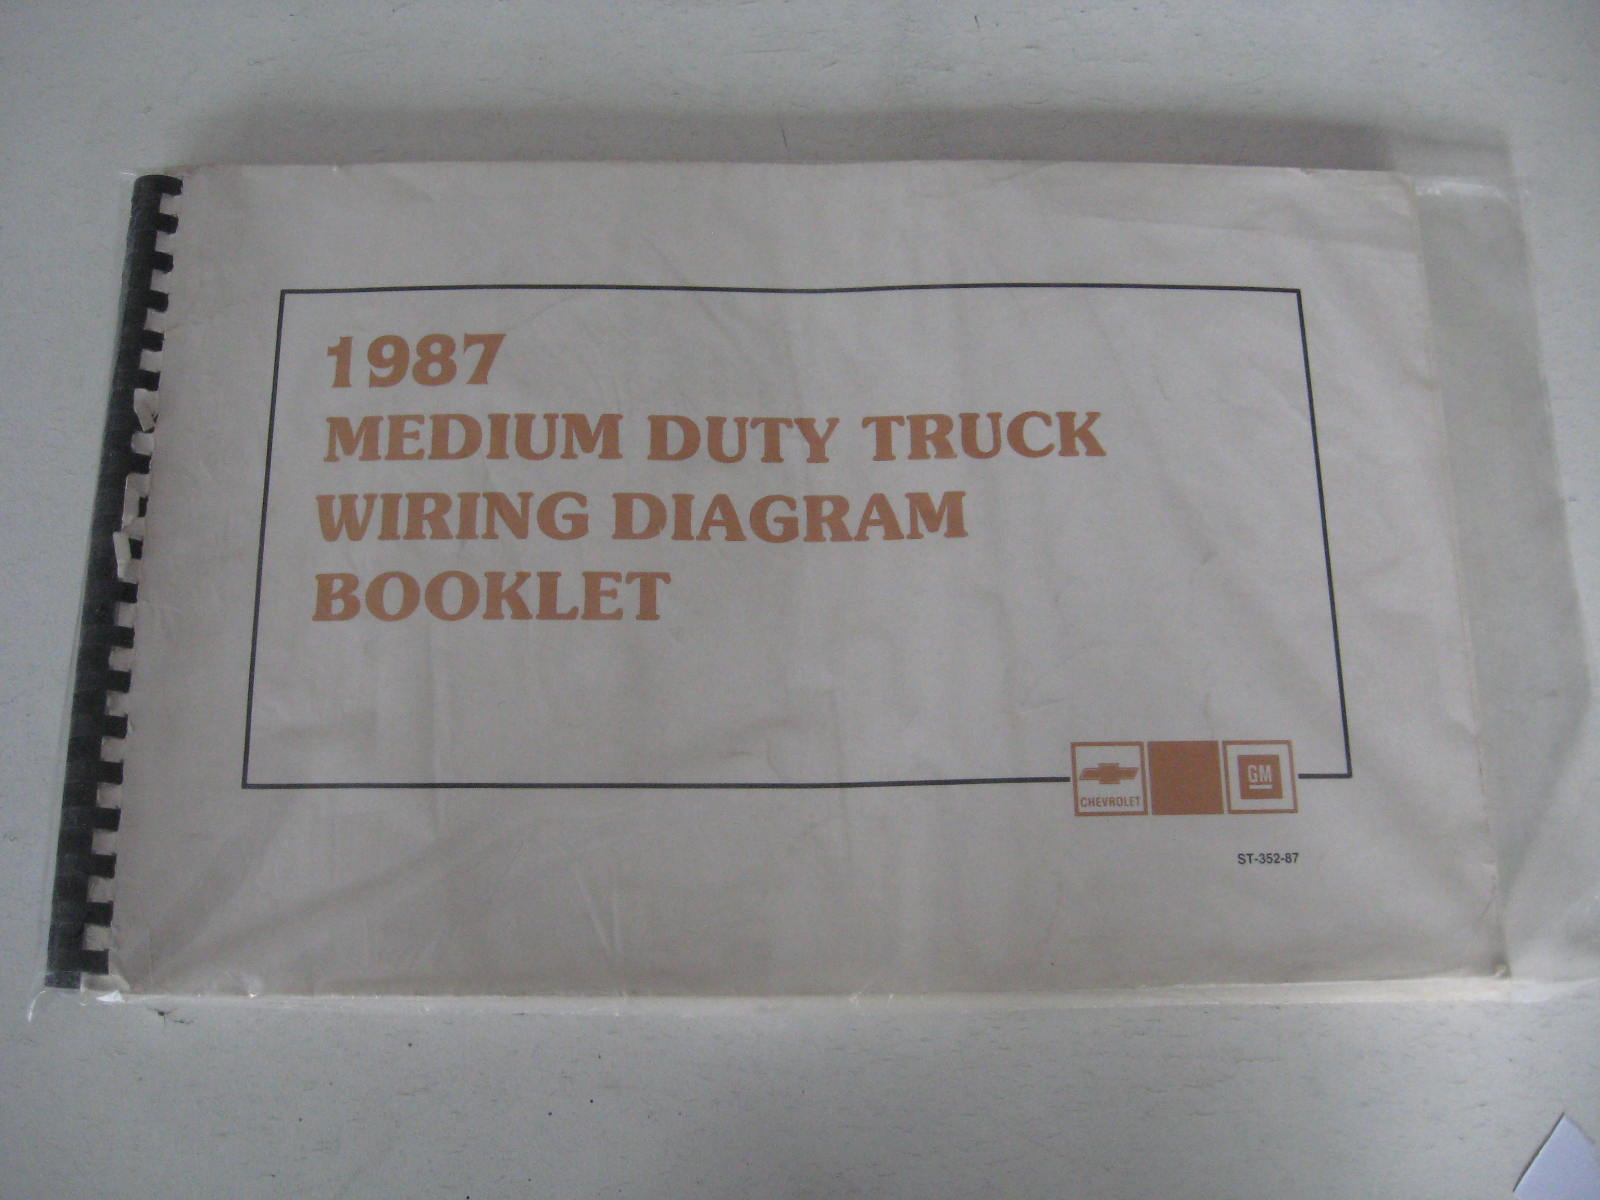 1987
MEDIUM DUTY TRUCK
WIRING DIAGRAM
BOOKLET
CHEVROLET
GM
ST-352-87